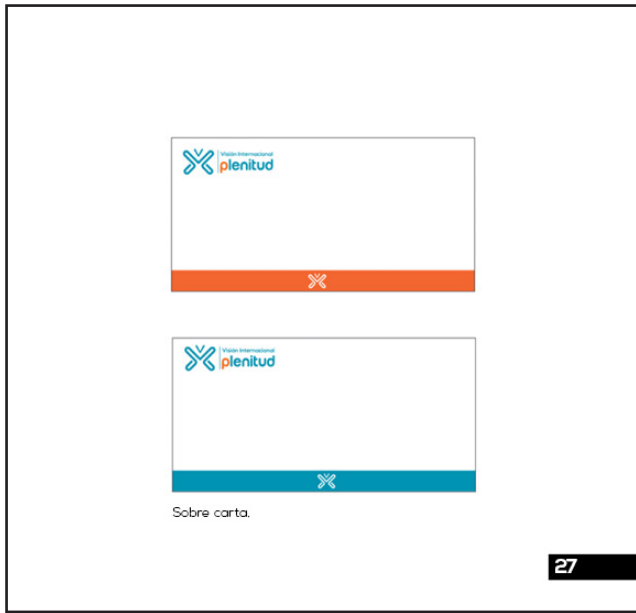 Visión Internacional
plenitud
Visión Internacional
plenitud
Sobre carta.
27